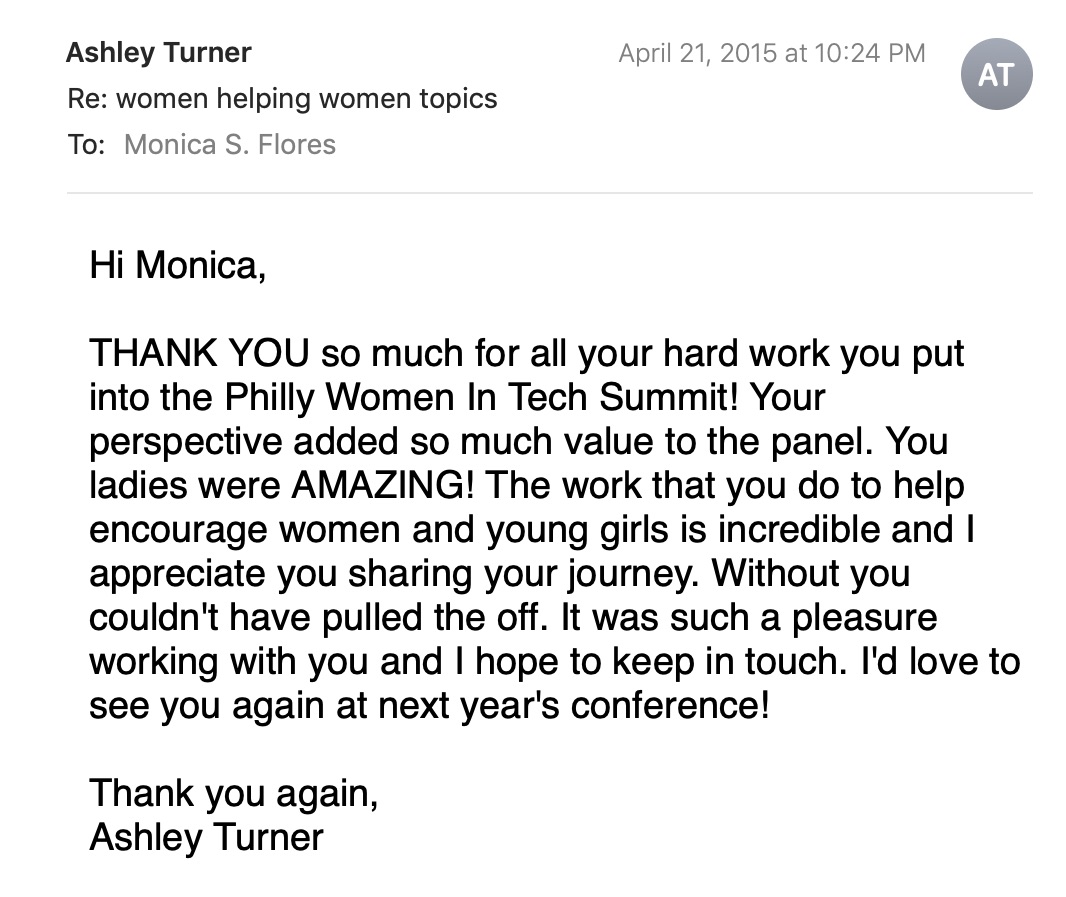 Ashley Turner
April 21, 2015 at 10:24 PM
AT
Re: women helping women topics
To: Monica S. Flores
Hi Monica,
THANK YOU so much for all your hard work you put
into the Philly Women In Tech Summit! Your
perspective added so much value to the panel. You
ladies were AMAZING! The work that you do to help
encourage women and young girls is incredible and I
appreciate you sharing your journey. Without you
couldn't have pulled the off. It was such a pleasure
working with you and I hope to keep in touch. I'd love to
see you again at next year's conference!
Thank you again,
Ashley Turner